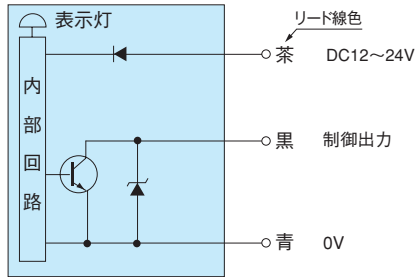 表示灯
リード線色
茶 DC12～24V
内部回路
黒 制御出力
青 0V